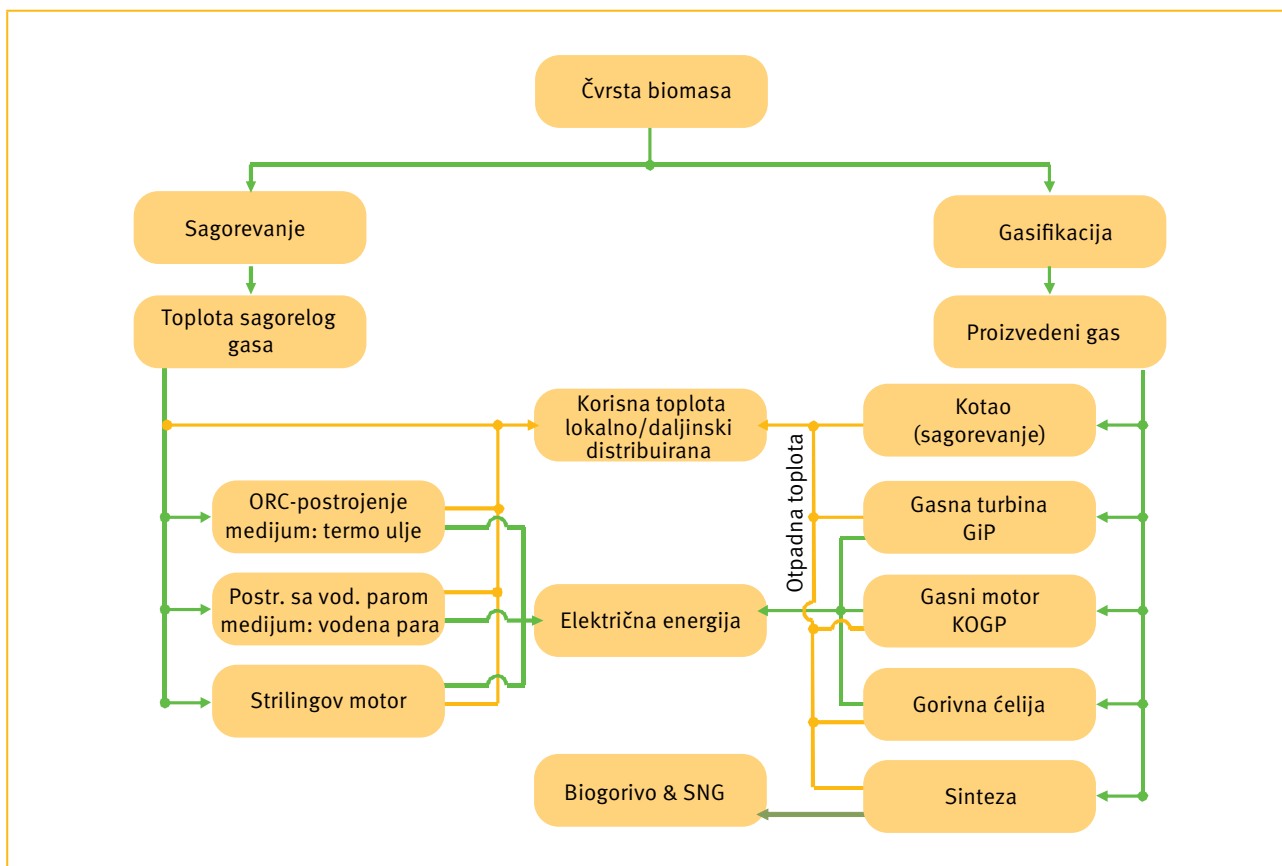 Čvrsta biomasa
Sagorevanje
Gasifikacija
Toplota sagorelog
gasa
Proizvedeni gas
Korisna toplota
lokalno/daljinski
distribuirana
Kotao
(sagorevanje)
Otpadna toplota
ORC-postrojenje
medijum: termo ulje
Gasna turbina
GiP
Postr. sa vod. parom
medijum: vodena para
Električna energija
Gasni motor
KOGP
Strilingov motor
Gorivna ćelija
Biogorivo & SNG
Sinteza